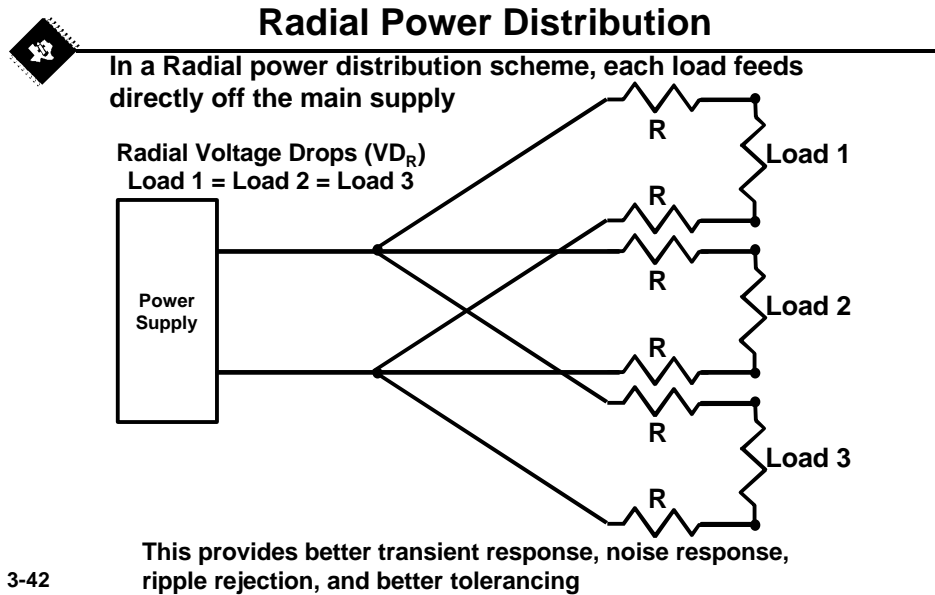 Radial Power Distribution
In a Radial power distribution scheme, each load feeds
directly off the main supply
R
Load 1
Radial Voltage Drops (VD_R)
Load 1 = Load 2 = Load 3
R
R
Power
Supply
Load 2
R
R
Load 3
R
This provides better transient response, noise response,
3-42
ripple rejection, and better tolerancing